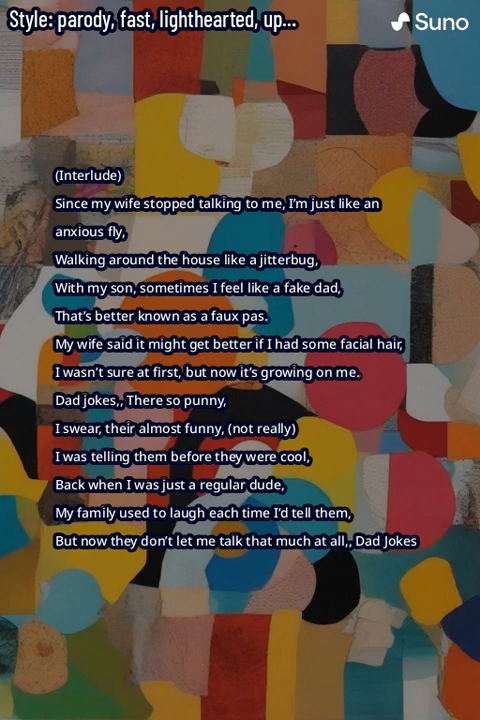 Style: parody, fast, lighthearted, up...
Suno
(Interlude)
Since my wife stopped talking to me, I'm just like an
anxious fly,
Walking around the house like a jitterbug,
With my son, sometimes I feel like a fake dad,
That's better known as a faux pas.
My wife said it might get better if I had some facial hair,
I wasn't sure at first, but now it's growing on me.
Dad jokes,, There so punny,
I swear, their almost funny, (not really)
I was telling them before they were cool,
Back when I was just a regular dude,
My family used to laugh each time I'd tell them,
But now they don't let me talk that much at all,, Dad Jokes